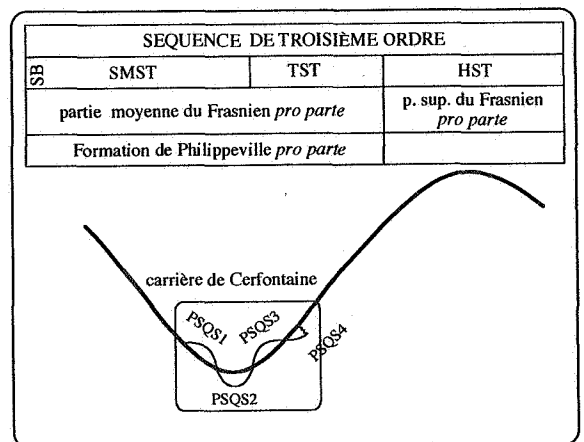 SEQUENCE DE TROISIÈME ORDRE
SB SMST TST HST
partie moyenne du Frasnien pro parte
p. sup. du Frasnien
pro parte
Formation de Philippeville pro parte
carrière de Cerfontaine
PSQS1
PSQS3
PSQS4
PSQS2